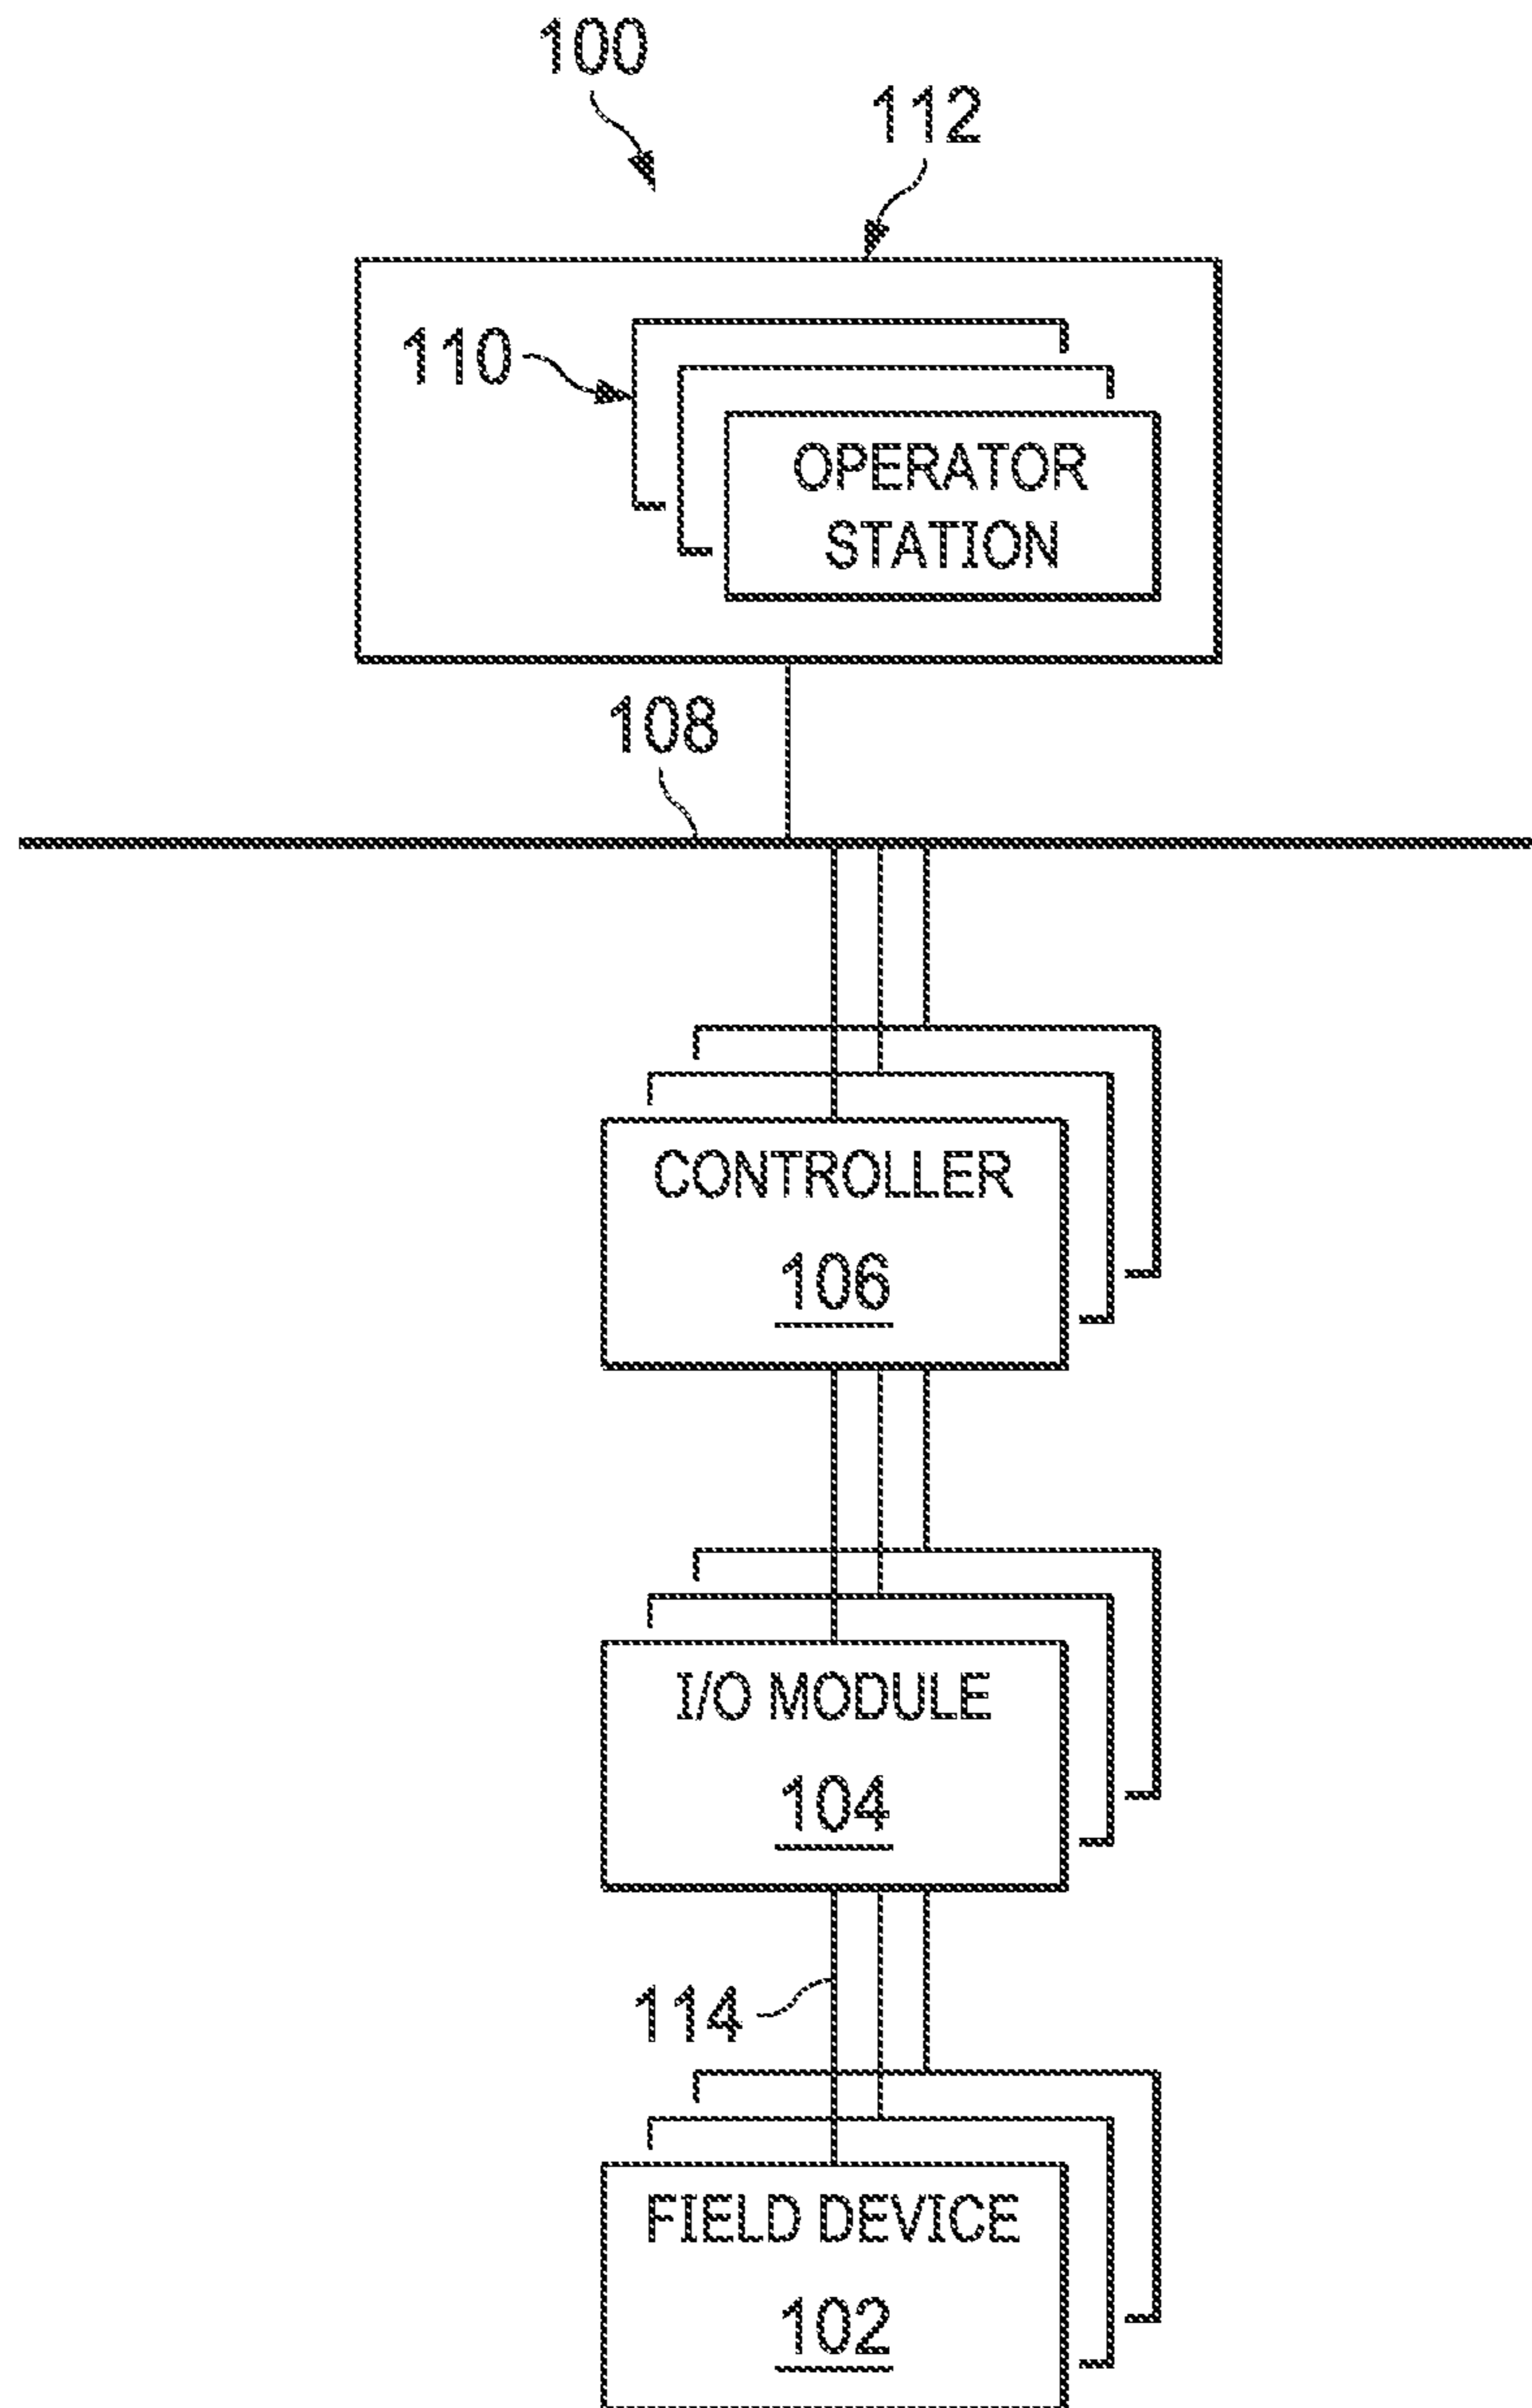 100
112
110
OPERATOR
STATION
108
CONTROLLER
106
I/O MODULE
104
114
FIELD DEVICE
102